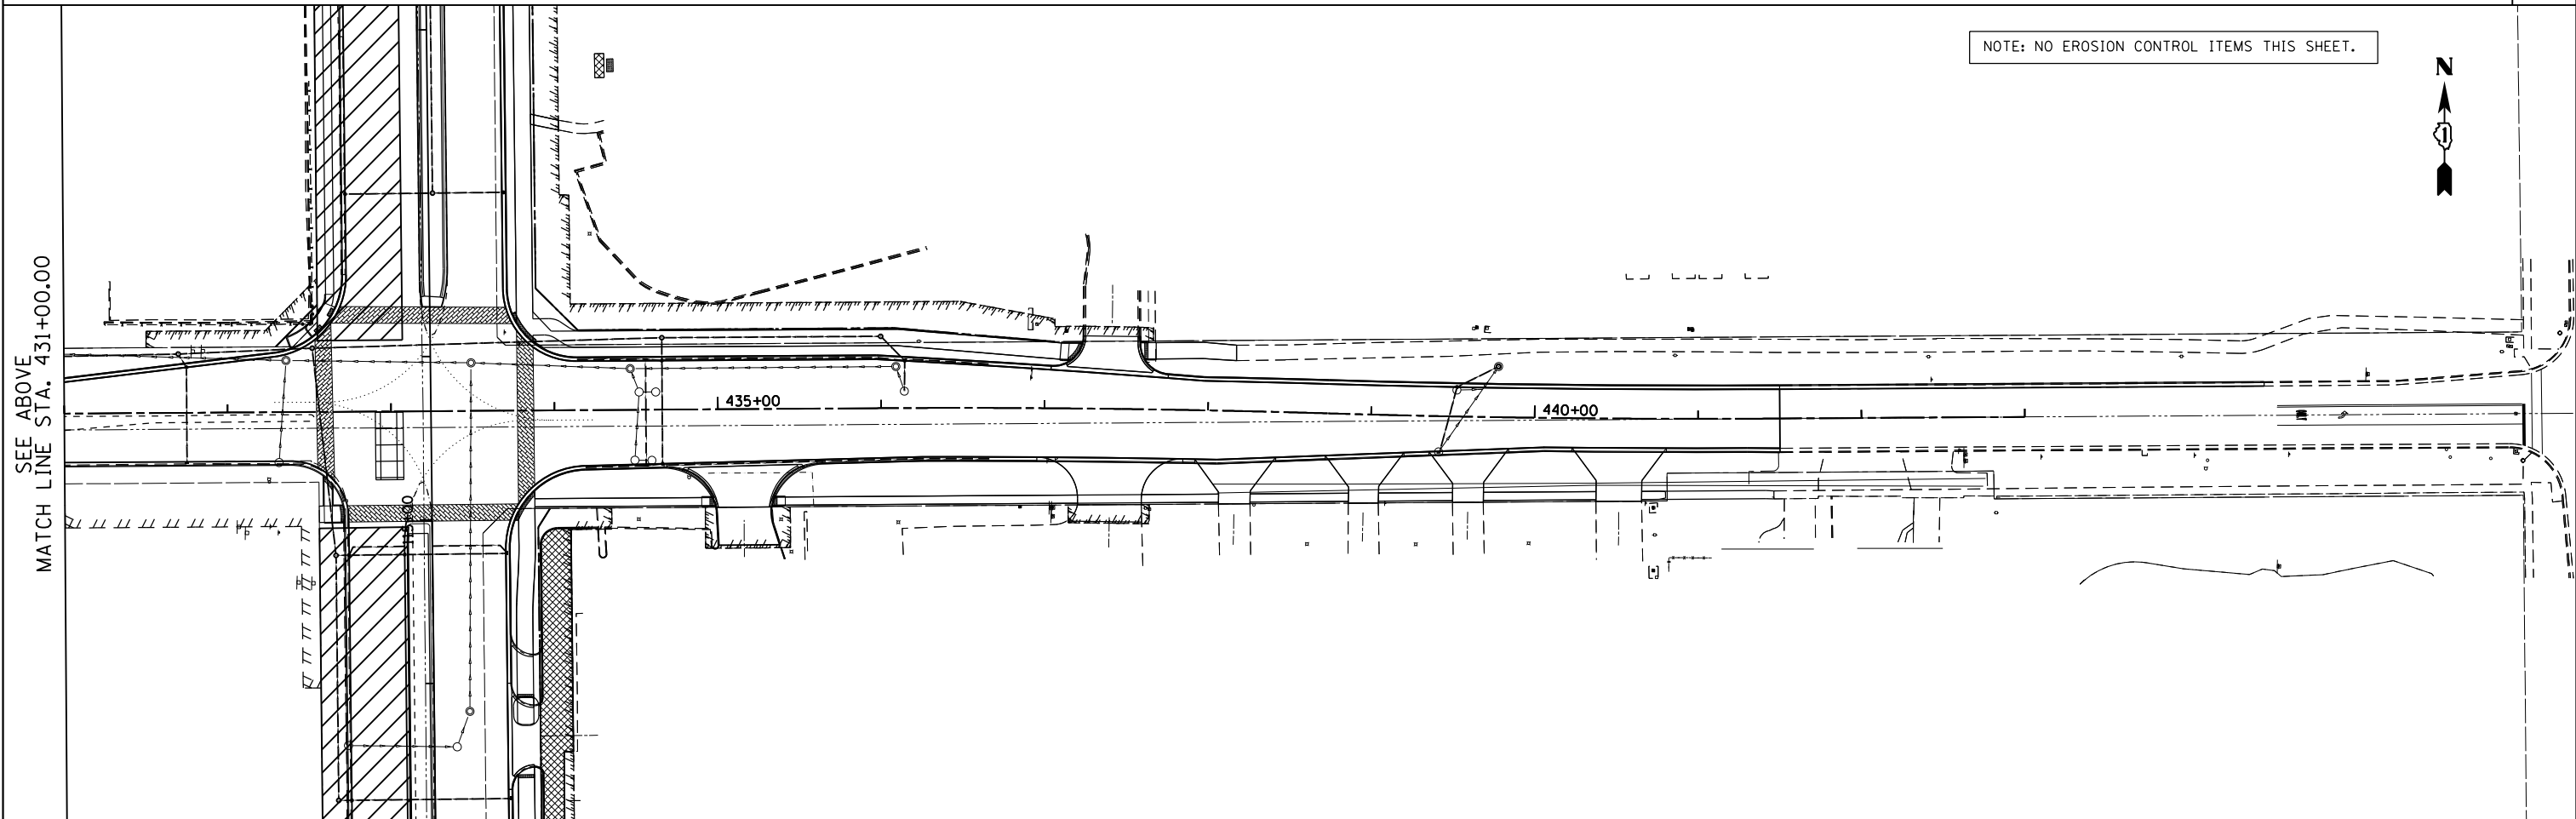 NOTE: NO EROSION CONTROL ITEMS THIS SHEET.
N
1
SEE ABOVE
MATCH LINE STA. 431+00.00
435+00
440+00